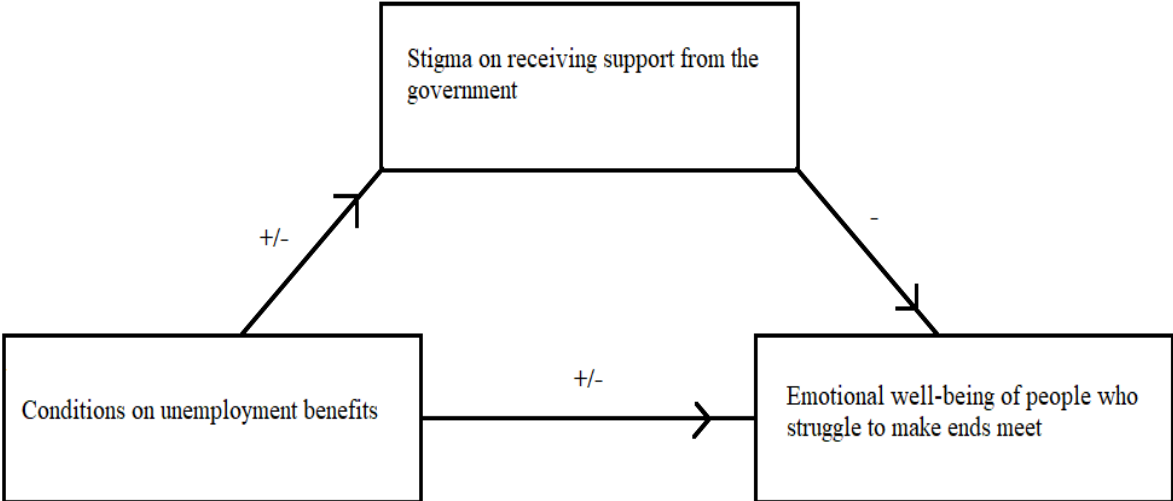 Stigma on receiving support from the
government
+/-
-
+/-
Conditions on unemployment benefits
Emotional well-being of people who
struggle to make ends meet